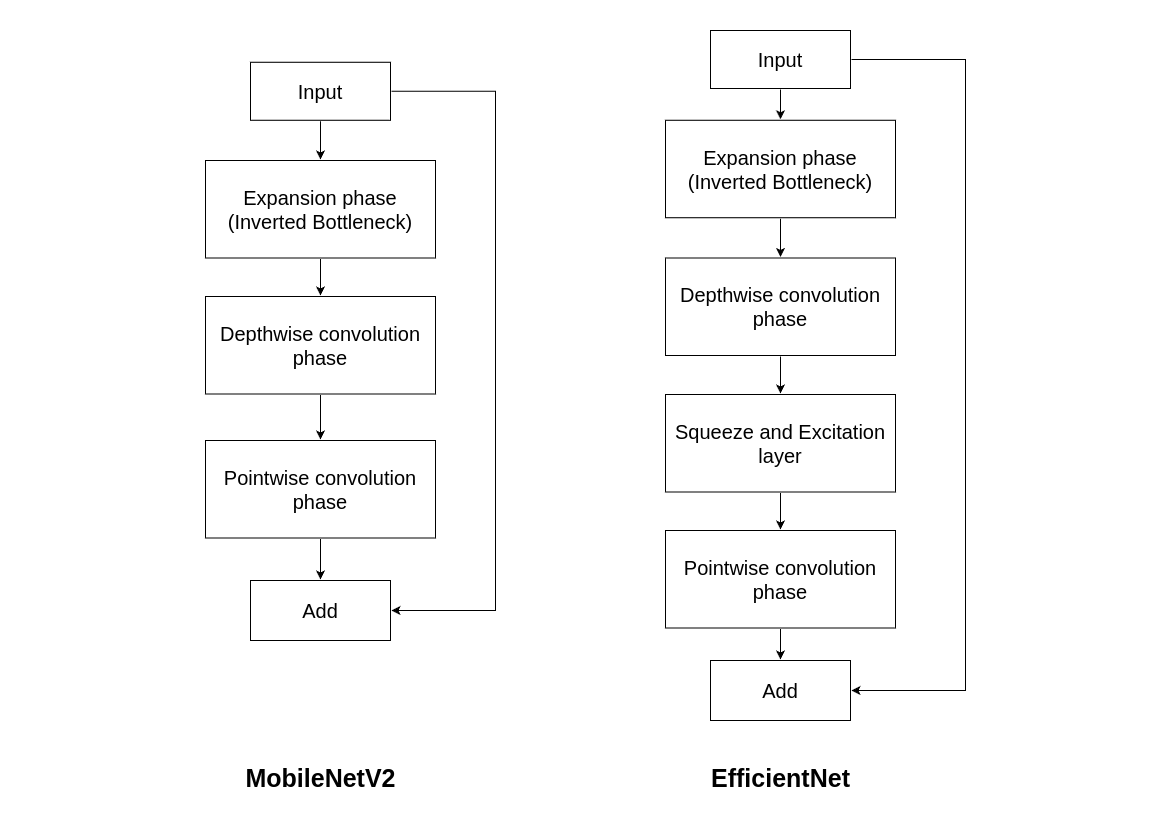 Input
Expansion phase
(Inverted Bottleneck)
Depthwise convolution
phase
Pointwise convolution
phase
Add
MobileNetV2
Input
Expansion phase
(Inverted Bottleneck)
Depthwise convolution
phase
Squeeze and Excitation
layer
Pointwise convolution
phase
Add
EfficientNet